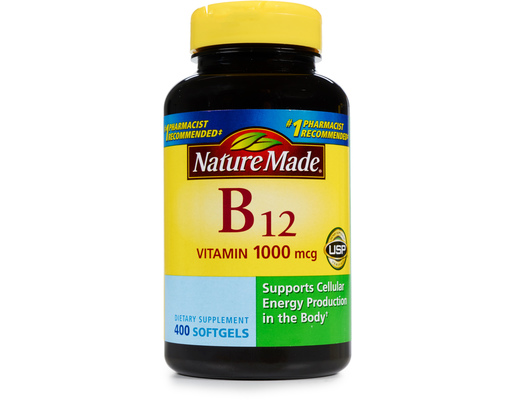 #1 PHARMACIST
RECOMMENDED‡
#1 PHARMACIST
RECOMMENDED‡
Nature Made®
B12
VITAMIN 1000 mcg
USP
Supports Cellular
Energy Production
in the Body†
DIETARY SUPPLEMENT
400 SOFTGELS